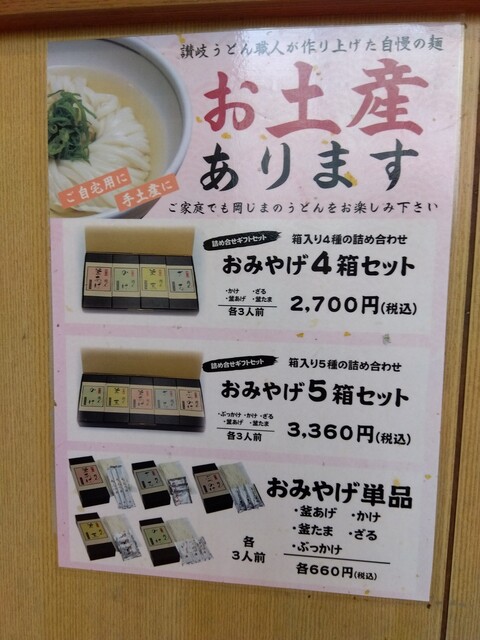 讃岐うどん職人が作り上げた自慢の麺
お土産
あります
ご自宅用に
手土産に
ご家庭でも岡じまのうどんをお楽しみ下さい
詰め合せギフトセット
箱入り4種の詰め合わせ
おみやげ4箱セット
・かけ ・ざる
・釜あげ ・釜たま
各3人前
2,700円(税込)
詰め合せギフトセット
箱入り5種の詰め合わせ
おみやげ5箱セット
・ぶっかけ ・かけ ・ざる
・釜あげ ・釜たま
各3人前
3,360円(税込)
おみやげ単品
・釜あげ ・かけ
・釜たま ・ざる
・ぶっかけ
各
3人前
各660円(税込)